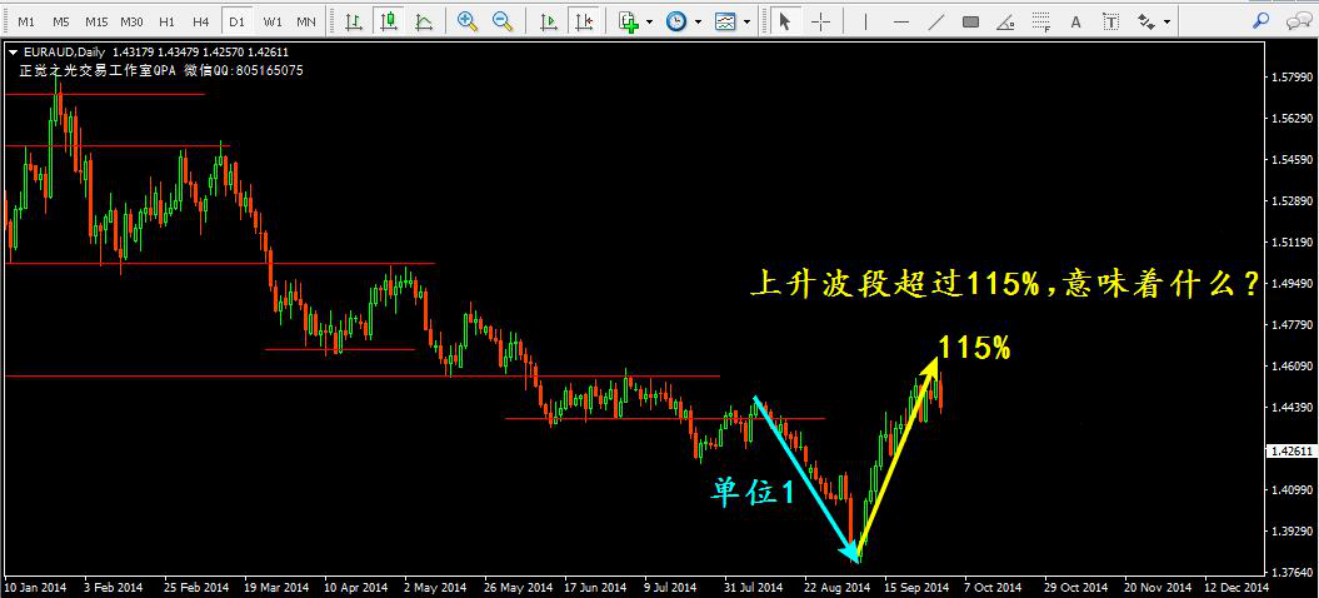 M1 M5 M15 M30 H1 H4 D1 W1 MN
EURAUD,Daily 1.43179 1.43479 1.42570 1.42611
正觉之光交易工作室QPA 微信QQ:805165075
1.57990
1.56290
1.54590
1.52890
1.51190
上升波段超过115%,意味着什么?
1.49490
1.47790
115%
1.46090
1.44390
1.42611
单位1
1.40990
1.39290
1.37640
10 Jan 2014 3 Feb 2014 25 Feb 2014 19 Mar 2014 10 Apr 2014 2 May 2014 26 May 2014 17 Jun 2014 9 Jul 2014 31 Jul 2014 22 Aug 2014 15 Sep 2014 7 Oct 2014 29 Oct 2014 20 Nov 2014 12 Dec 2014